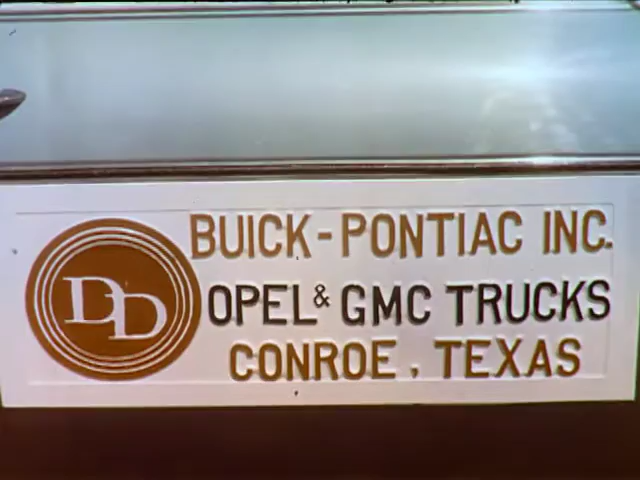 DD
BUICK-PONTIAC INC.
OPEL & GMC TRUCKS
CONROE, TEXAS